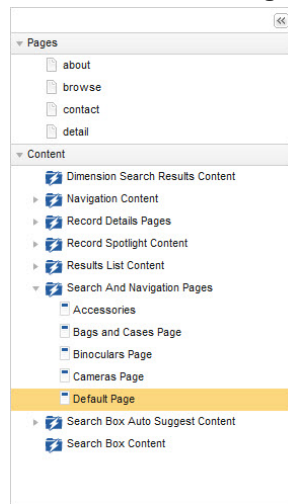 Pages
about
browse
contact
detail
Content
Dimension Search Results Content
Navigation Content
Record Details Pages
Record Spotlight Content
Results List Content
Search And Navigation Pages
Accessories
Bags and Cases Page
Binoculars Page
Cameras Page
Default Page
Search Box Auto Suggest Content
Search Box Content